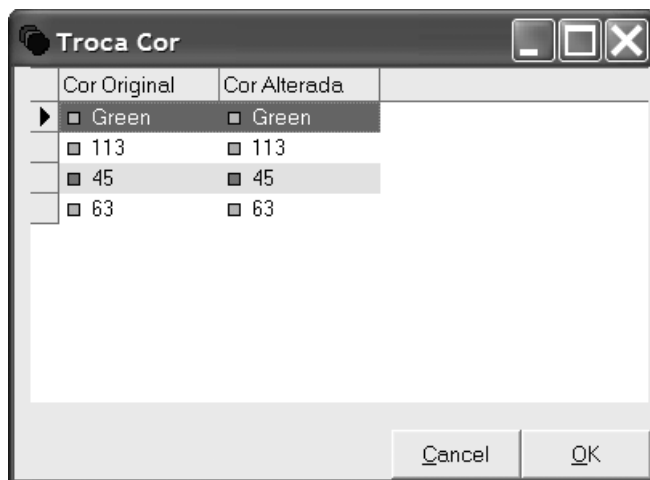 Troca Cor
Cor Original Cor Alterada
Green Green
113 113
45 45
63 63
Cancel OK